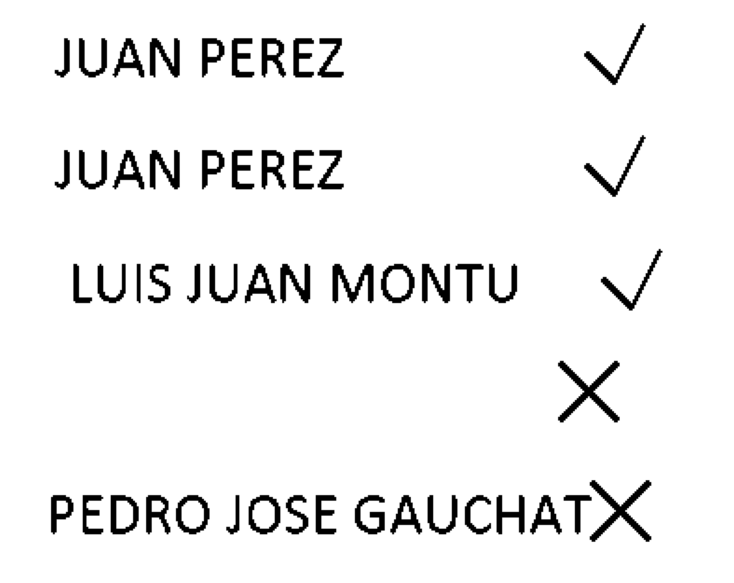 JUAN PEREZ ✓
JUAN PEREZ ✓
LUIS JUAN MONTU ✓
✕
PEDRO JOSE GAUCHAT ✕